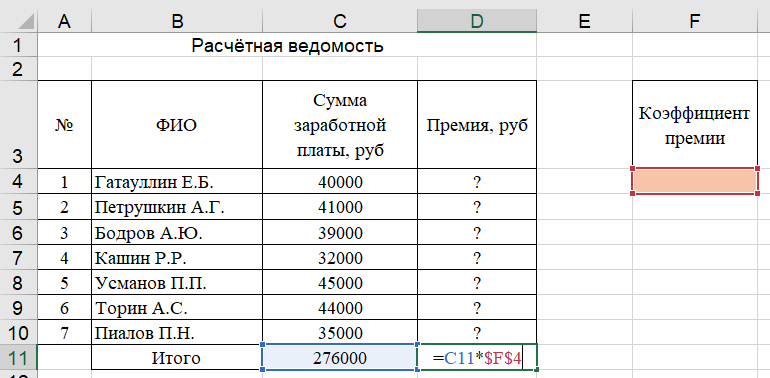 A B C D E F
1 Расчётная ведомость
2
3 № ФИО Сумма заработной платы, руб Премия, руб Коэффициент премии
4 1 Гатауллин Е.Б. 40000 ?
5 2 Петрушкин А.Г. 41000 ?
6 3 Бодров А.Ю. 39000 ?
7 4 Кашин Р.Р. 32000 ?
8 5 Усманов П.П. 45000 ?
9 6 Торин А.С. 44000 ?
10 7 Пиалов П.Н. 35000 ?
11 Итого 276000 =C11*$F$4